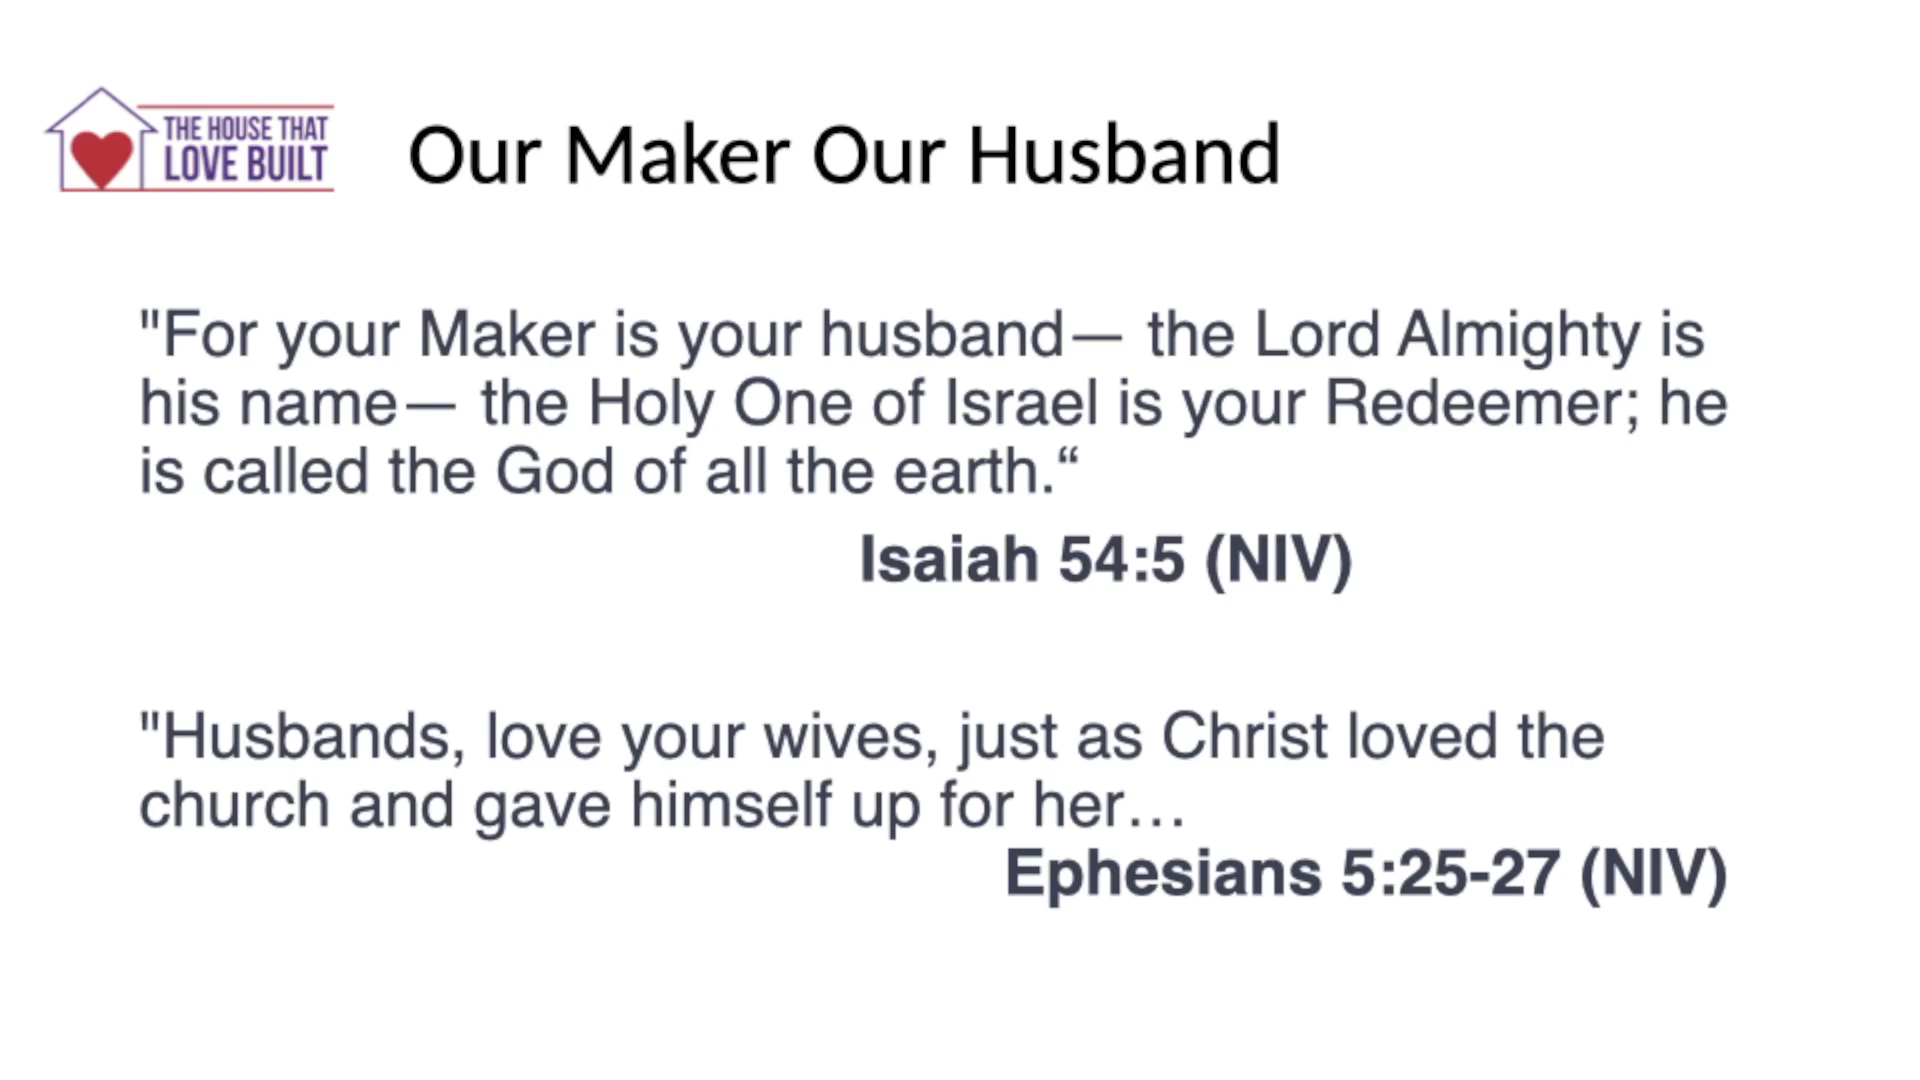 THE HOUSE THAT
LOVE BUILT
Our Maker Our Husband
"For your Maker is your husband— the Lord Almighty is
his name— the Holy One of Israel is your Redeemer; he
is called the God of all the earth.“
Isaiah 54:5 (NIV)
"Husbands, love your wives, just as Christ loved the
church and gave himself up for her…
Ephesians 5:25-27 (NIV)